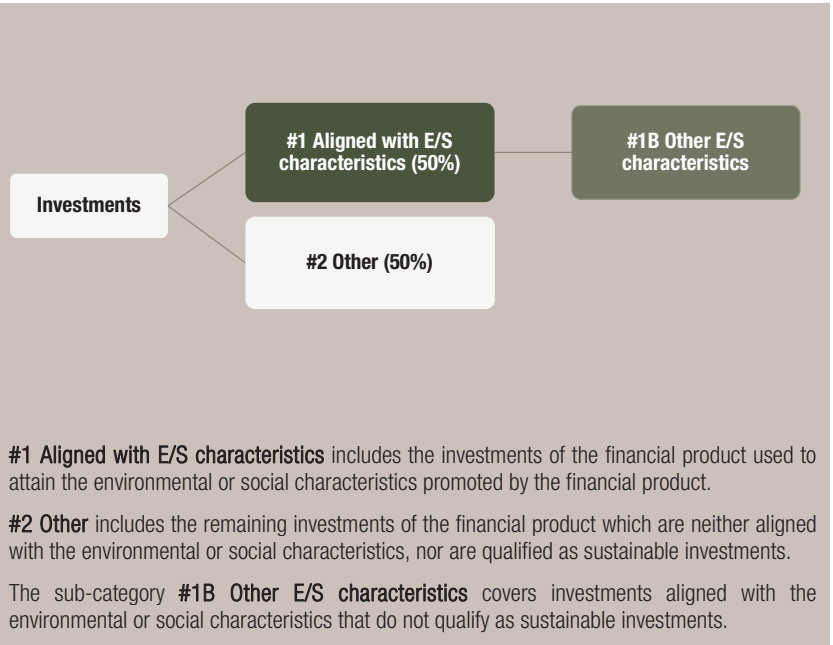 #1 Aligned with E/S
characteristics (50%)
#1B Other E/S
characteristics
Investments
#2 Other (50%)
#1 Aligned with E/S characteristics includes the investments of the financial product used to
attain the environmental or social characteristics promoted by the financial product.
#2 Other includes the remaining investments of the financial product which are neither aligned
with the environmental or social characteristics, nor are qualified as sustainable investments.
The sub-category #1B Other E/S characteristics covers investments aligned with the
environmental or social characteristics that do not qualify as sustainable investments.